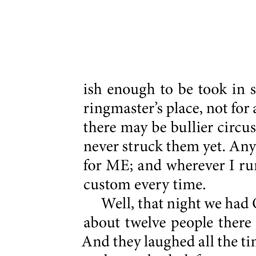 ish enough to be took in s
ringmaster's place, not for a
there may be bullier circus
never struck them yet. Any
for ME; and wherever I ru
custom every time.
Well, that night we had
about twelve people there
And they laughed all the tin